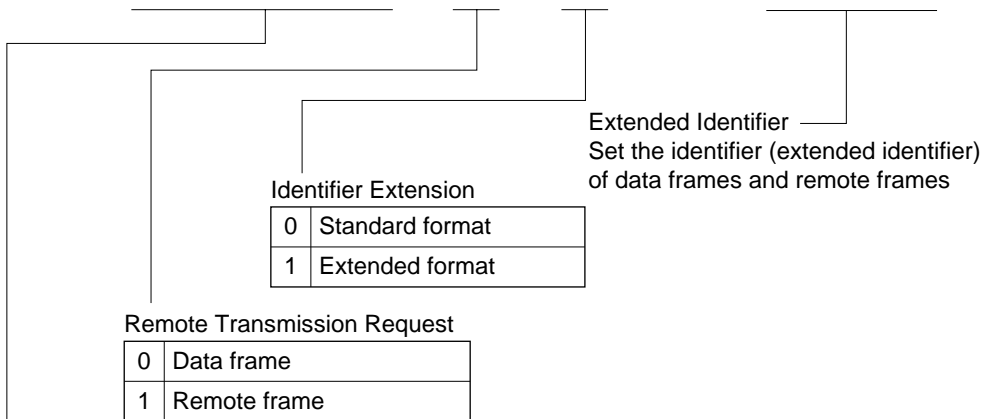 Extended Identifier
Set the identifier (extended identifier)
of data frames and remote frames
Identifier Extension
0 Standard format
1 Extended format
Remote Transmission Request
0 Data frame
1 Remote frame